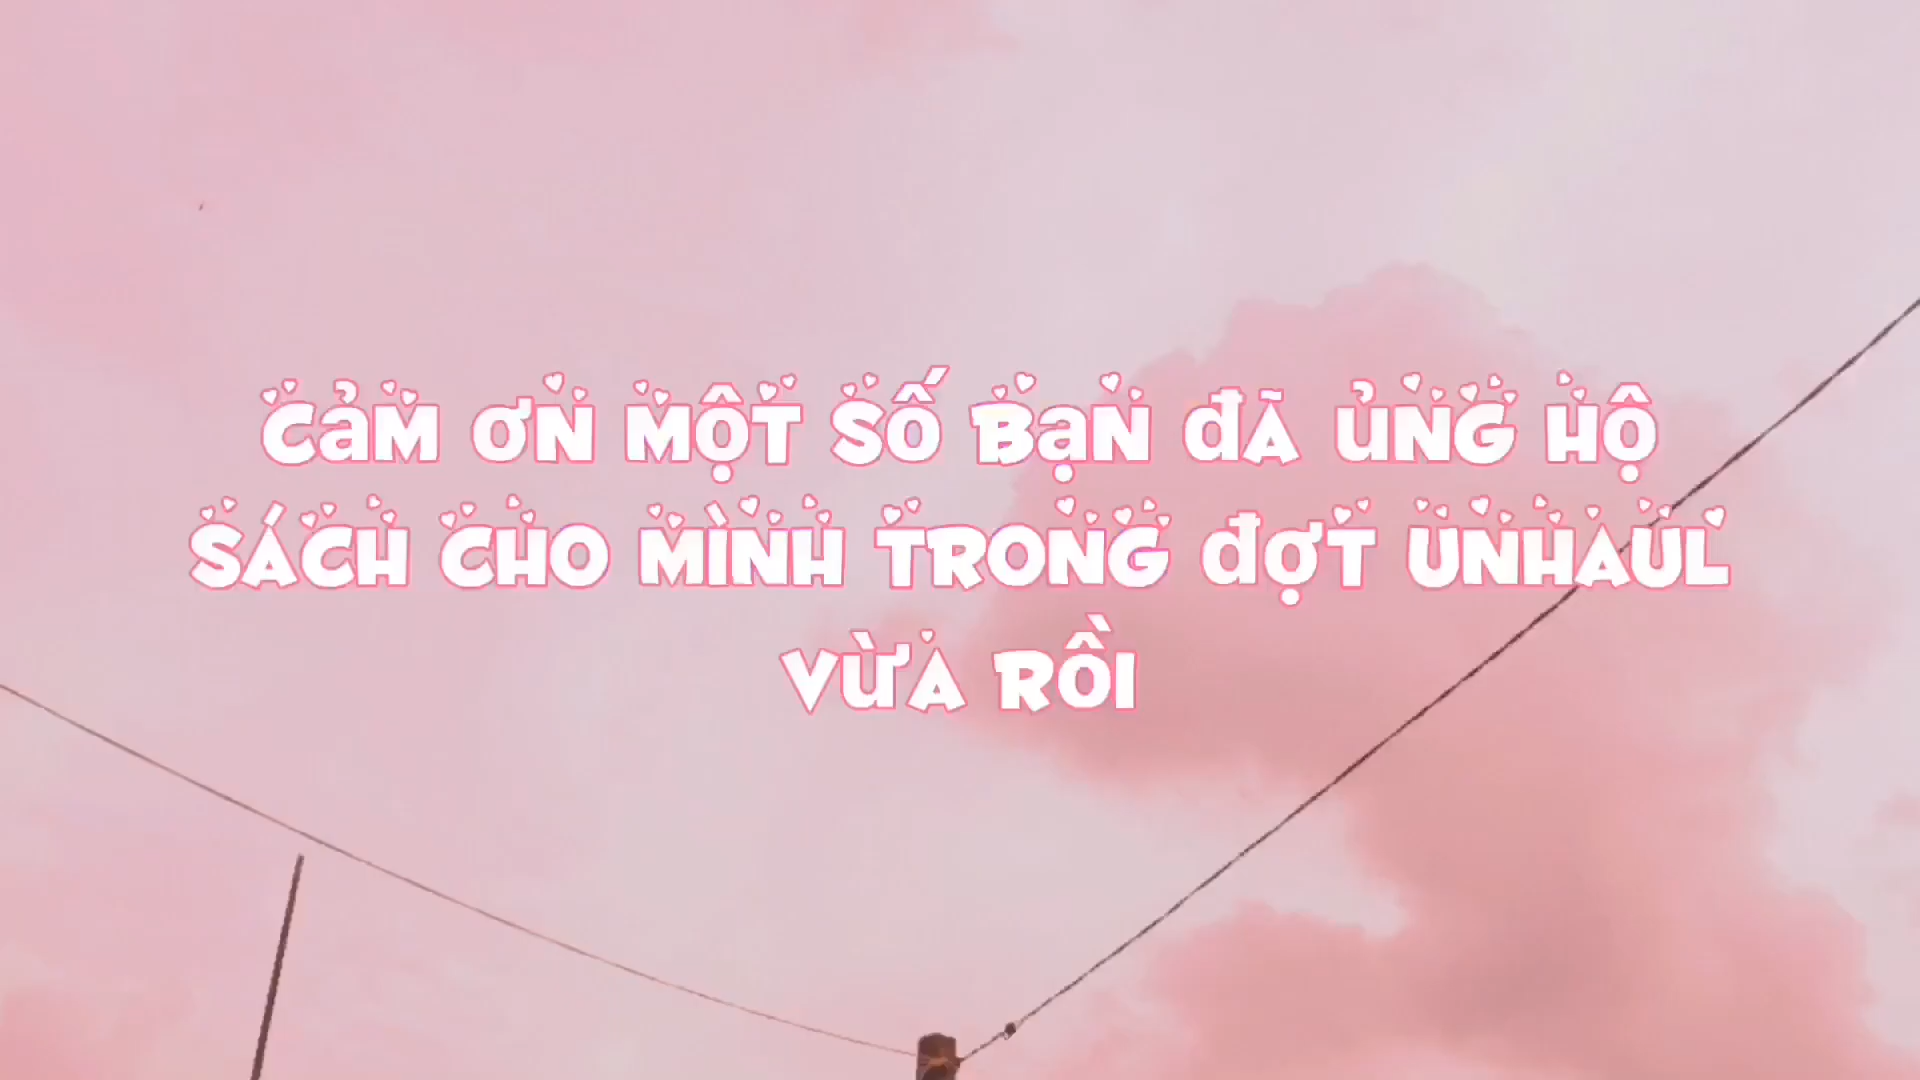 CẢM ƠN MỘT SỐ BẠN ĐÃ ỦNG HỘ
SÁCH CHO MÌNH TRONG ĐỢT UNHAUL
VỪA RỒI